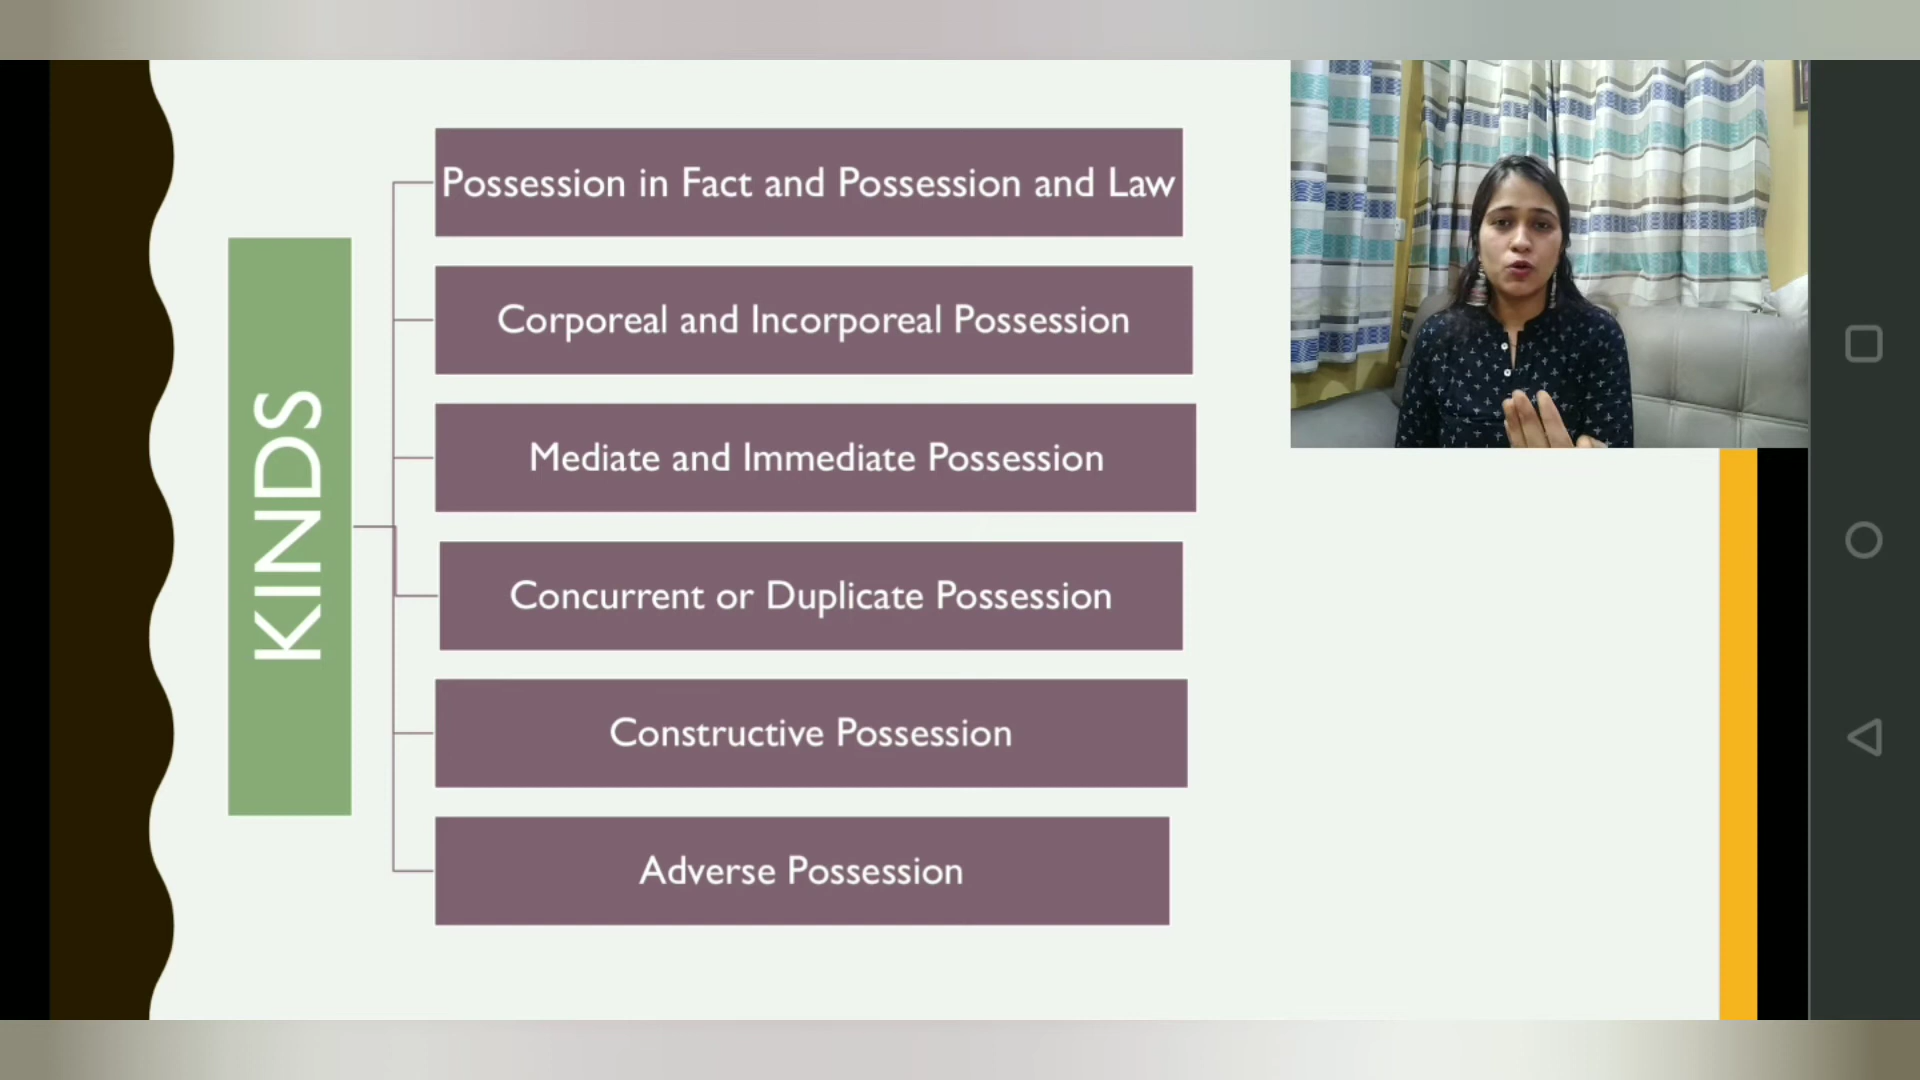 KINDS
Possession in Fact and Possession and Law
Corporeal and Incorporeal Possession
Mediate and Immediate Possession
Concurrent or Duplicate Possession
Constructive Possession
Adverse Possession